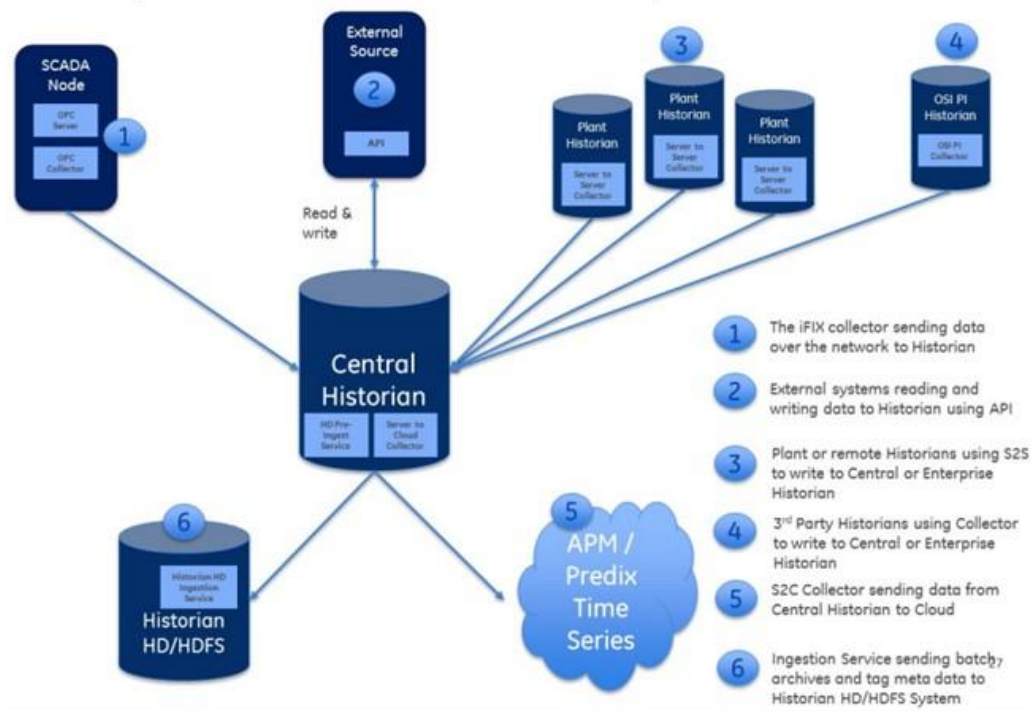 SCADA
Node
OPC
Server
OPC
Collector
1
External
Source
2
API
Read &
write
3
Plant
Historian
Server to
Server
Collector
Plant
Historian
Server to
Server
Collector
Plant
Historian
Server to
Server
Collector
4
OSI PI
Historian
OSI PI
Collector
Central
Historian
HD Pre-
Ingest
Service
Server to
Cloud
Collector
6
Historian HD
Ingestion
Service
Historian
HD/HDFS
5
APM /
Predix
Time
Series
1
The iFIX collector sending data
over the network to Historian
2
External systems reading and
writing data to Historian using API
3
Plant or remote Historians using S2S
to write to Central or Enterprise
Historian
4
3rd Party Historians using Collector
to write to Central or Enterprise
Historian
5
S2C Collector sending data from
Central Historian to Cloud
6
Ingestion Service sending batch
archives and tag meta data to
Historian HD/HDFS System